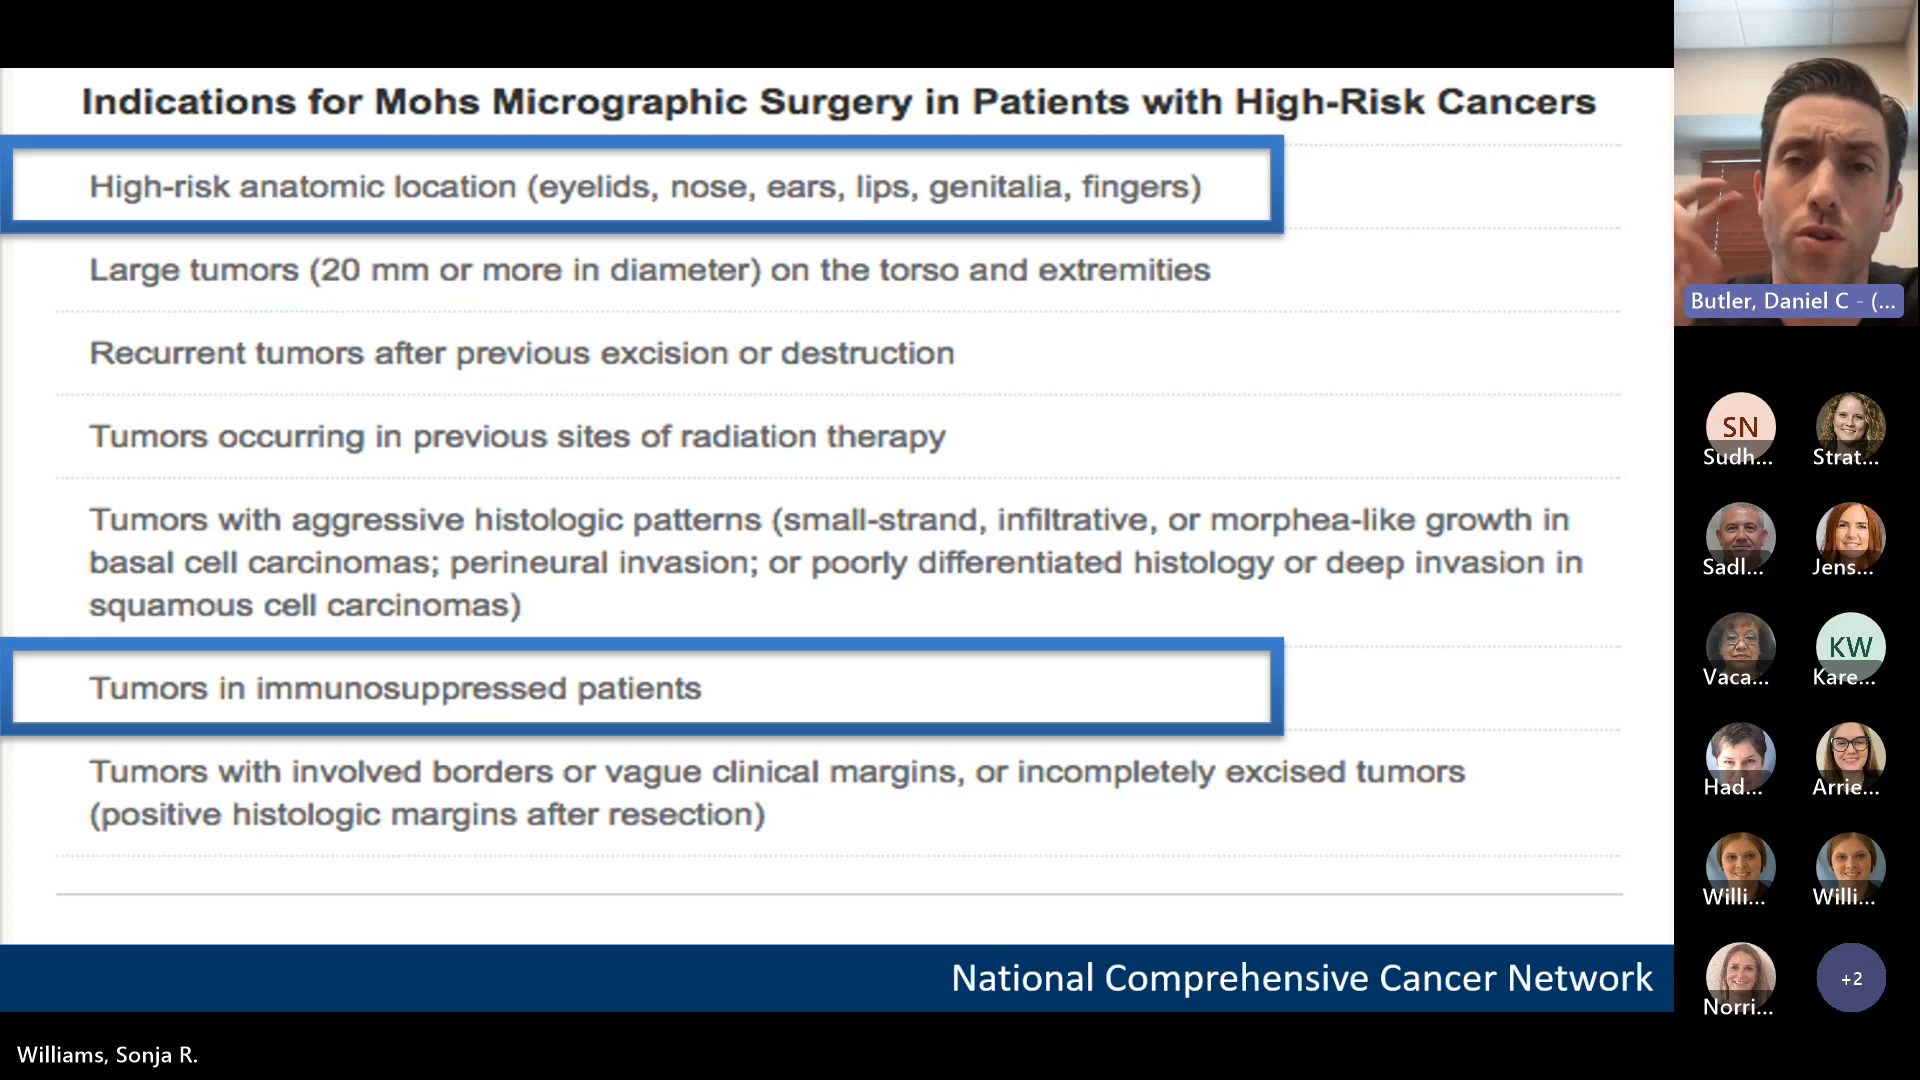 Indications for Mohs Micrographic Surgery in Patients with High-Risk Cancers
High-risk anatomic location (eyelids, nose, ears, lips, genitalia, fingers)
Large tumors (20 mm or more in diameter) on the torso and extremities
Recurrent tumors after previous excision or destruction
Tumors occurring in previous sites of radiation therapy
Tumors with aggressive histologic patterns (small-strand, infiltrative, or morphea-like growth in
basal cell carcinomas; perineural invasion; or poorly differentiated histology or deep invasion in
squamous cell carcinomas)
Tumors in immunosuppressed patients
Tumors with involved borders or vague clinical margins, or incompletely excised tumors
(positive histologic margins after resection)
National Comprehensive Cancer Network
Williams, Sonja R.
Butler, Daniel C - (...
SN
Sudh...
Strat...
Sadl...
Jens...
Vaca...
KW
Kare...
Had...
Arrie...
Willi...
Willi...
Norri...
+2